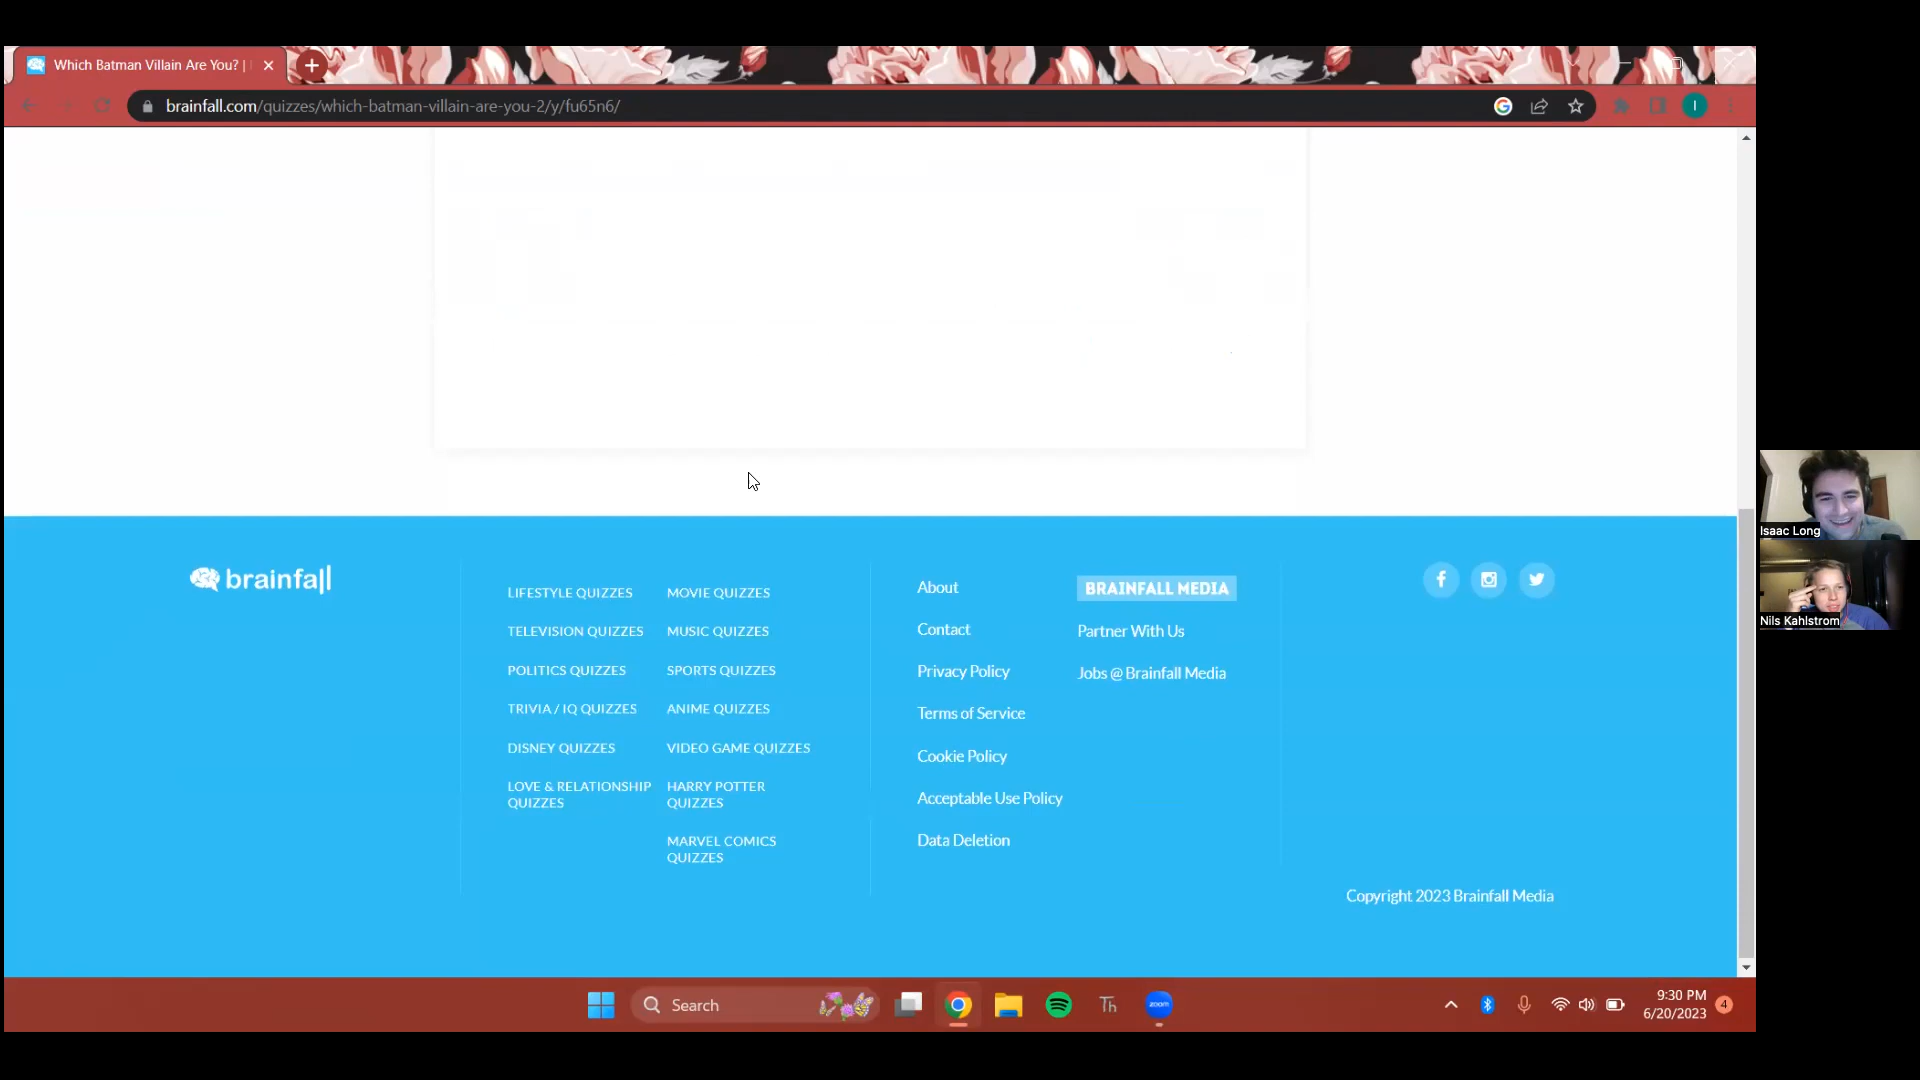 Which Batman Villain Are You? |
brainfall.com/quizzes/which-batman-villain-are-you-2/y/fu65n6/
I
Isaac Long
Nils Kahlstrom
brainfall
LIFESTYLE QUIZZES
TELEVISION QUIZZES
POLITICS QUIZZES
TRIVIA / IQ QUIZZES
DISNEY QUIZZES
LOVE & RELATIONSHIP
QUIZZES
MOVIE QUIZZES
MUSIC QUIZZES
SPORTS QUIZZES
ANIME QUIZZES
VIDEO GAME QUIZZES
HARRY POTTER
QUIZZES
MARVEL COMICS
QUIZZES
About
Contact
Privacy Policy
Terms of Service
Cookie Policy
Acceptable Use Policy
Data Deletion
BRAINFALL MEDIA
Partner With Us
Jobs @ Brainfall Media
Copyright 2023 Brainfall Media
Search
Th
zoom
9:30 PM
6/20/2023
4